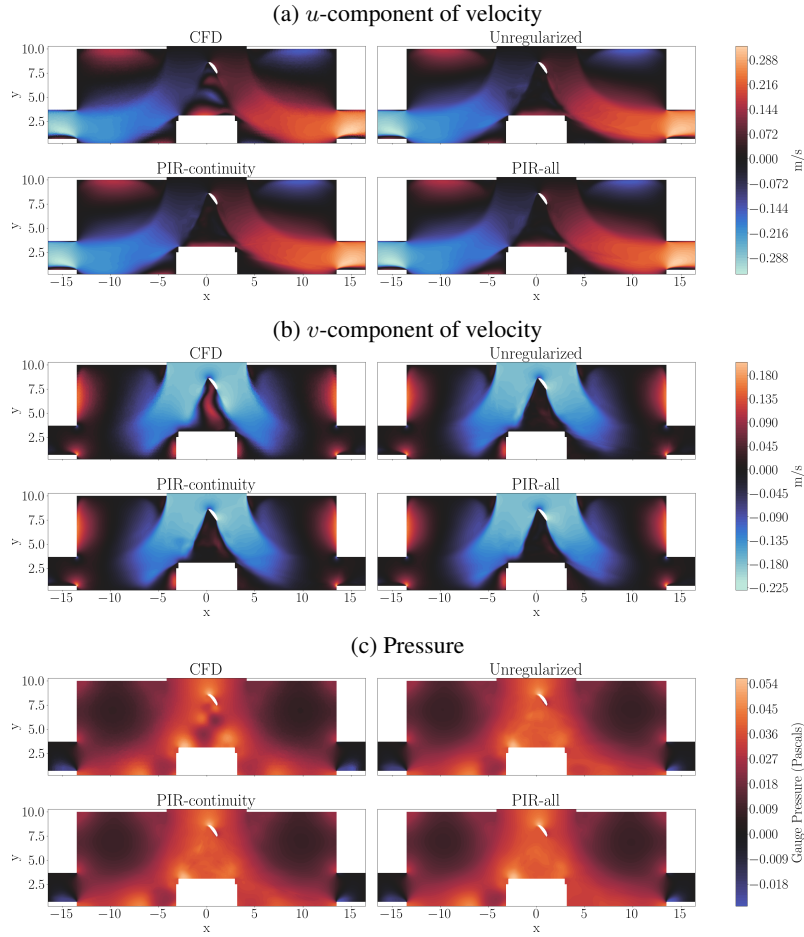 (a) u-component of velocity
CFD
Unregularized
10.0
7.5
5.0
2.5
y
0.288
0.216
0.144
0.072
0.000
−0.072
−0.144
−0.216
−0.288
m/s
PIR-continuity
PIR-all
10.0
7.5
5.0
2.5
y
−15 −10 −5 0 5 10 15
−15 −10 −5 0 5 10 15
x
x
(b) v-component of velocity
CFD
Unregularized
10.0
7.5
5.0
2.5
y
0.180
0.135
0.090
0.045
0.000
−0.045
−0.090
−0.135
−0.180
−0.225
m/s
PIR-continuity
PIR-all
10.0
7.5
5.0
2.5
y
−15 −10 −5 0 5 10 15
−15 −10 −5 0 5 10 15
x
x
(c) Pressure
CFD
Unregularized
10.0
7.5
5.0
2.5
y
0.054
0.045
0.036
0.027
0.018
0.009
0.000
−0.009
−0.018
Gauge Pressure (Pascals)
PIR-continuity
PIR-all
10.0
7.5
5.0
2.5
y
−15 −10 −5 0 5 10 15
−15 −10 −5 0 5 10 15
x
x